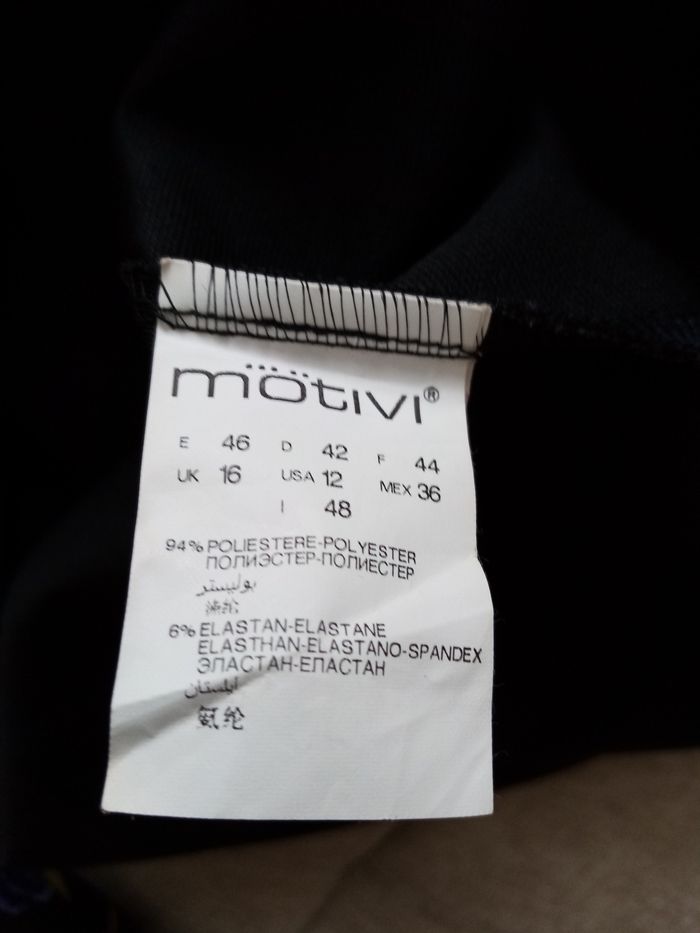 mötivi®
E 46 D 42 F 44
UK 16 USA 12 MEX 36
I 48
94% POLIESTERE-POLYESTER
ПОЛИЭСТЕР-ПОЛИЕСТЕР
بوليستر
6% ELASTAN-ELASTANE
ELASTHAN-ELASTANO-SPANDEX
ЭЛАСТАН-ЕЛАСТАН
ایلستان
氨纶